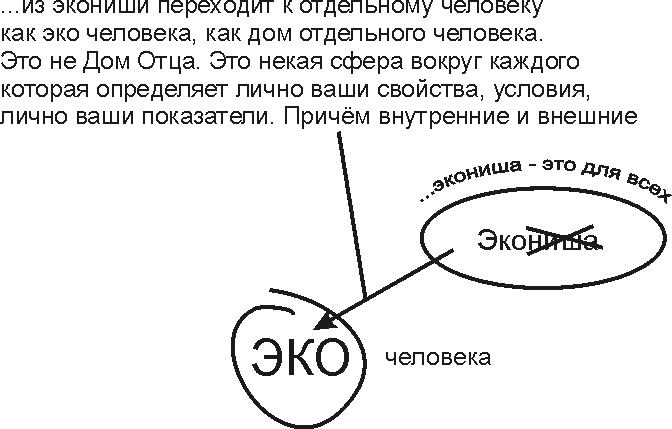 ...из экониши переходит к отдельному человеку
как эко человека, как дом отдельного человека.
Это не Дом Отца. Это некая сфера вокруг каждого
которая определяет лично ваши свойства, условия,
лично ваши показатели. Причём внутренние и внешние
...экониша - это для всех
Экониша
ЭКО
человека